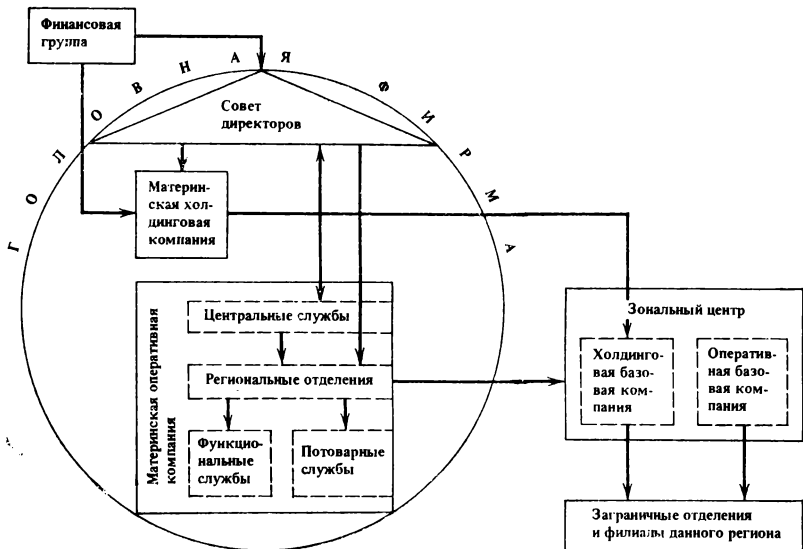 Финансовая
группа
ГОЛОВНАЯ ФИРМА
Совет
директоров
Материн-
ская хол-
динговая
компания
Материнская оперативная
компания
Центральные службы
Региональные отделения
Функцио-
нальные
службы
Потоварные
службы
Зональный центр
Холдинго-
вая базо-
вая ком-
пания
Оператив-
ная базо-
вая ком-
пания
Заграничные отделения
и филиалы данного региона